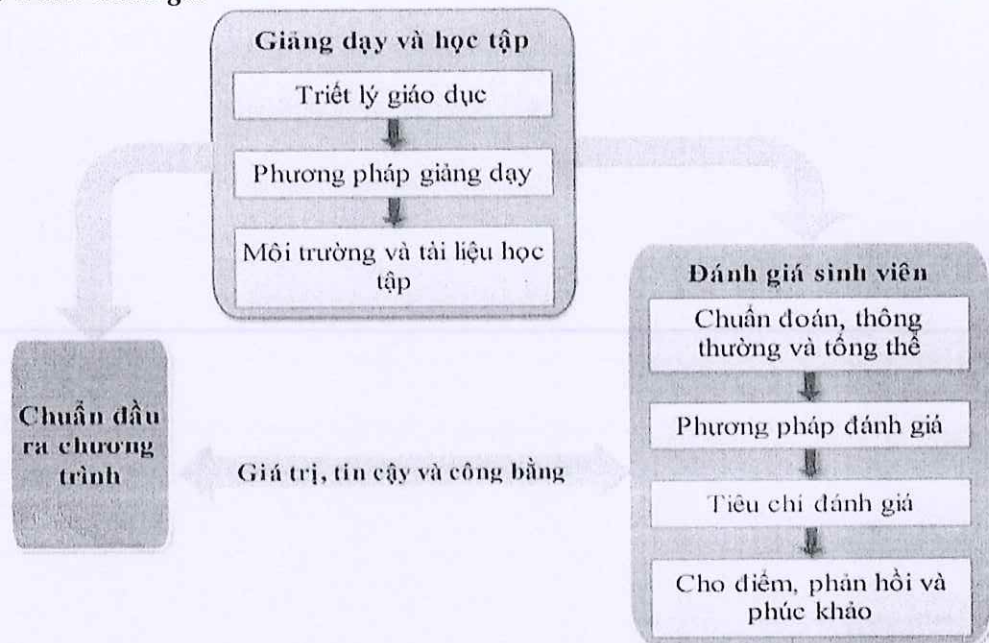 Giảng dạy và học tập
Triết lý giáo dục
Phương pháp giảng dạy
Môi trường và tài liệu học
tập
Đánh giá sinh viên
Chuẩn đoán, thông
thường và tổng thể
Phương pháp đánh giá
Tiêu chí đánh giá
Cho điểm, phản hồi và
phúc khảo
Chuẩn đầu
ra chương
trình
Giá trị, tin cậy và công bằng